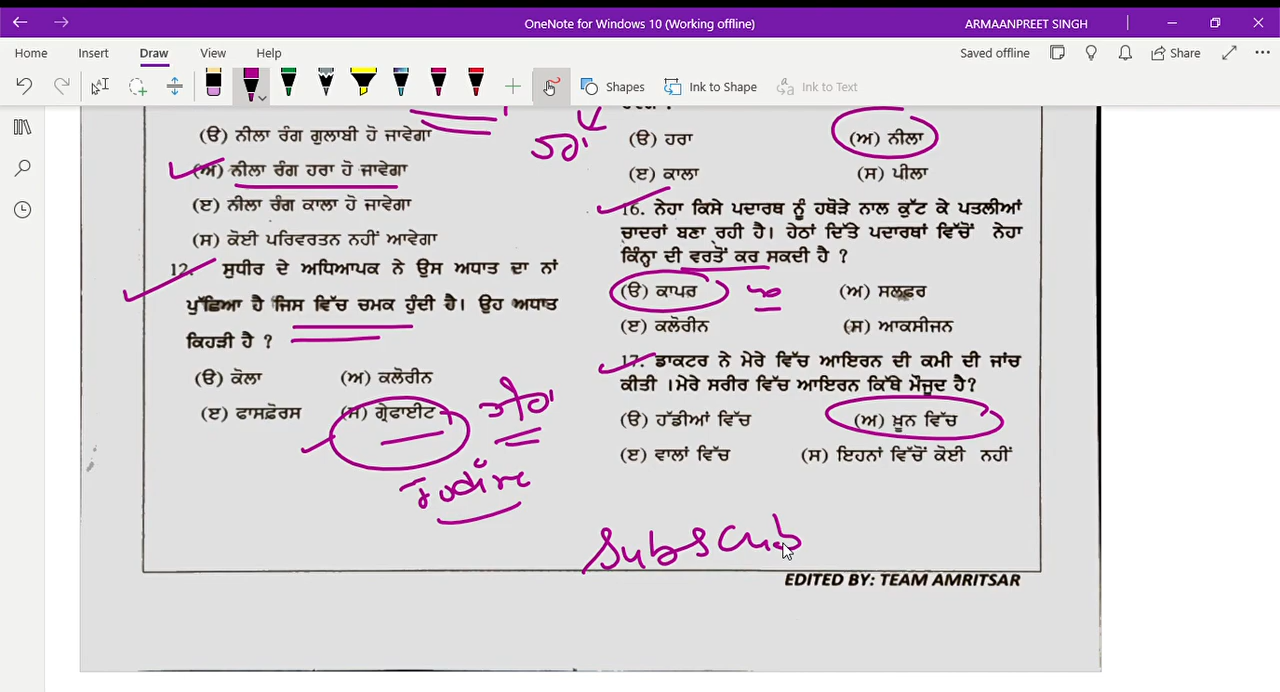 OneNote for Windows 10 (Working offline)
ARMAANPREET SINGH
Home Insert Draw View Help
Saved offline
Share
Shapes
Ink to Shape
Ink to Text
(ੳ) ਨੀਲਾ ਰੰਗ ਗੁਲਾਬੀ ਹੋ ਜਾਵੇਗਾ
(ਅ) ਨੀਲਾ ਰੰਗ ਹਰਾ ਹੋ ਜਾਵੇਗਾ
(ੲ) ਨੀਲਾ ਰੰਗ ਕਾਲਾ ਹੋ ਜਾਵੇਗਾ
(ਸ) ਕੋਈ ਪਰਿਵਰਤਨ ਨਹੀਂ ਆਵੇਗਾ
12. ਸੁਧੀਰ ਦੇ ਅਧਿਆਪਕ ਨੇ ਉਸ ਅਧਾਤ ਦਾ ਨਾਂ
ਪੁੱਛਿਆ ਹੈ ਜਿਸ ਵਿੱਚ ਚਮਕ ਹੁੰਦੀ ਹੈ। ਉਹ ਅਧਾਤ
ਕਿਹੜੀ ਹੈ ?
(ੳ) ਕੋਲਾ (ਅ) ਕਲੋਰੀਨ
(ੲ) ਫਾਸਫ਼ੋਰਸ (ਸ) ਗ੍ਰੇਫਾਈਟ
(ੳ) ਹਰਾ (ਅ) ਨੀਲਾ
(ੲ) ਕਾਲਾ (ਸ) ਪੀਲਾ
16. ਨੇਹਾ ਕਿਸੇ ਪਦਾਰਥ ਨੂੰ ਹਥੋੜੇ ਨਾਲ ਕੁੱਟ ਕੇ ਪਤਲੀਆਂ
ਚਾਦਰਾਂ ਬਣਾ ਰਹੀ ਹੈ। ਹੇਠਾਂ ਦਿੱਤੇ ਪਦਾਰਥਾਂ ਵਿੱਚੋਂ ਨੇਹਾ
ਕਿੰਨ੍ਹਾ ਦੀ ਵਰਤੋਂ ਕਰ ਸਕਦੀ ਹੈ ?
(ੳ) ਕਾਪਰ (ਅ) ਸਲਫ਼ਰ
(ੲ) ਕਲੋਰੀਨ (ਸ) ਆਕਸੀਜਨ
17. ਡਾਕਟਰ ਨੇ ਮੇਰੇ ਵਿੱਚ ਆਇਰਨ ਦੀ ਕਮੀ ਦੀ ਜਾਂਚ
ਕੀਤੀ ।ਮੇਰੇ ਸਰੀਰ ਵਿੱਚ ਆਇਰਨ ਕਿੱਥੇ ਮੌਜੂਦ ਹੈ?
(ੳ) ਹੱਡੀਆਂ ਵਿੱਚ (ਅ) ਖ਼ੂਨ ਵਿੱਚ
(ੲ) ਵਾਲਾਂ ਵਿੱਚ (ਸ) ਇਹਨਾਂ ਵਿੱਚੋਂ ਕੋਈ ਨਹੀਂ
Iodine
Subscrib
EDITED BY: TEAM AMRITSAR